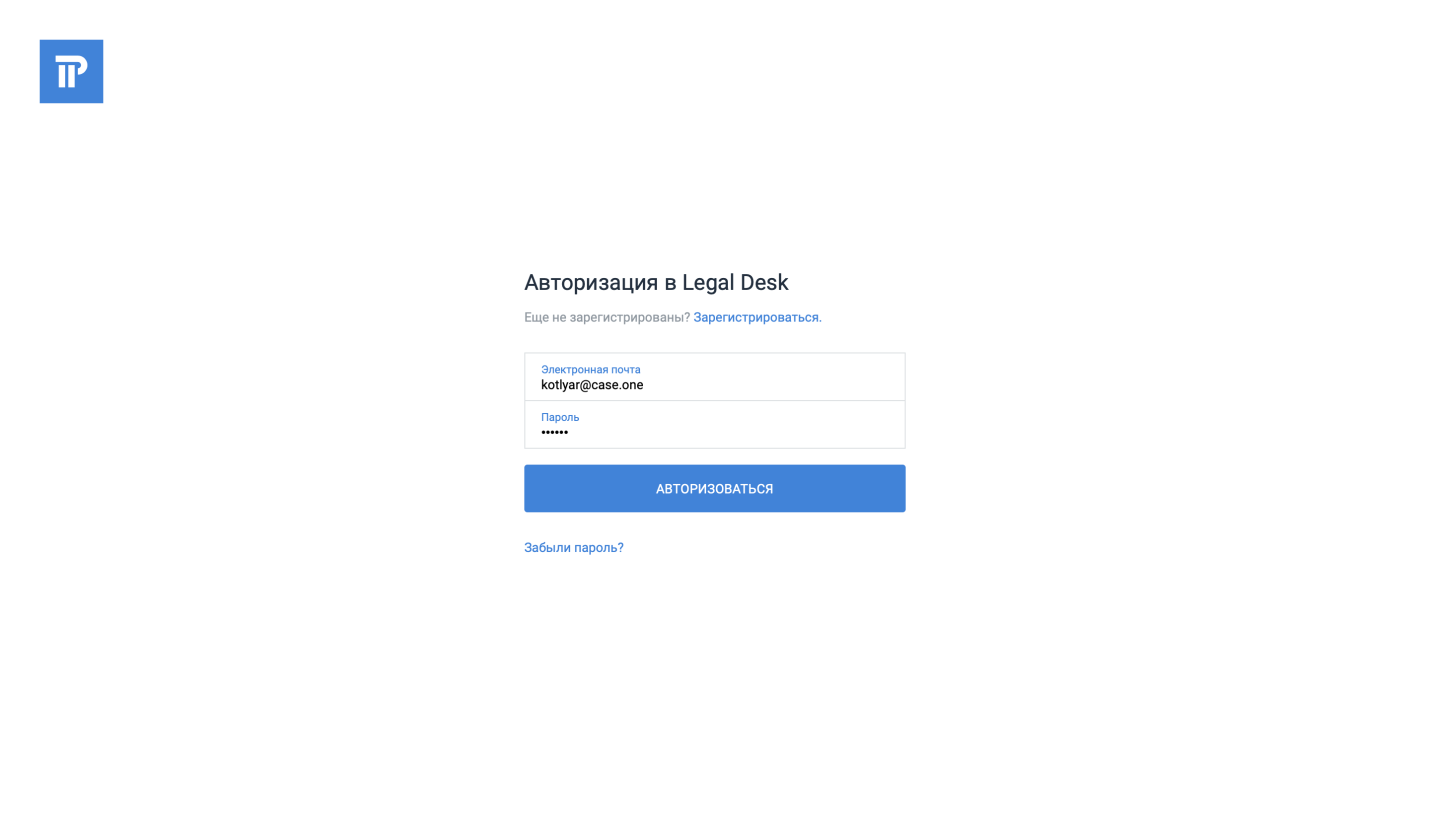 Авторизация в Legal Desk
Еще не зарегистрированы? Зарегистрироваться.
Электронная почта
kotlyar@case.one
Пароль
••••••
АВТОРИЗОВАТЬСЯ
Забыли пароль?